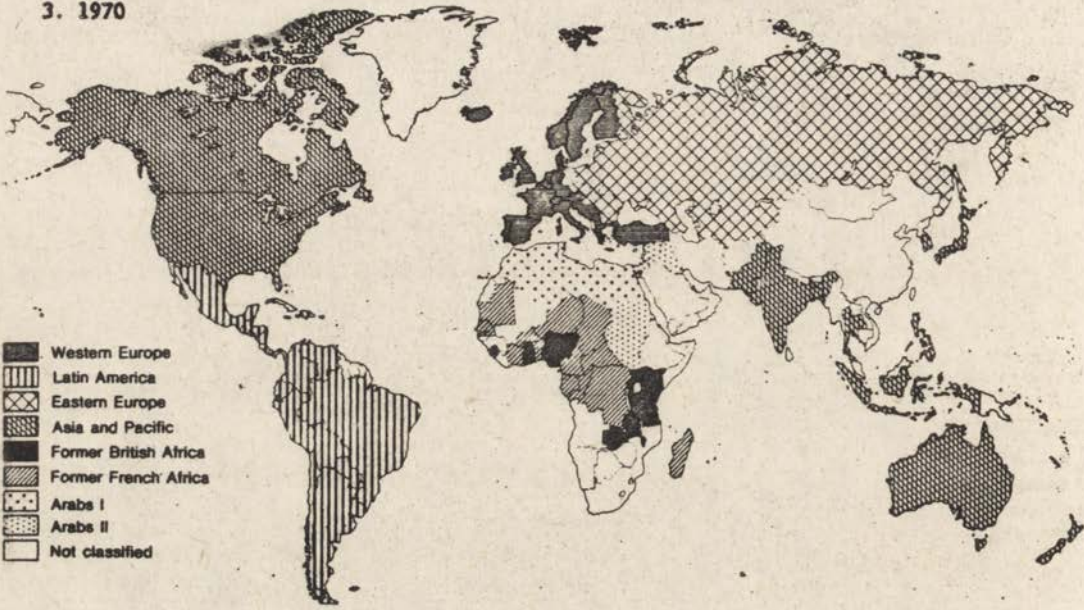 3. 1970
Western Europe
Latin America
Eastern Europe
Asia and Pacific
Former British Africa
Former French Africa
Arabs I
Arabs II
Not classified